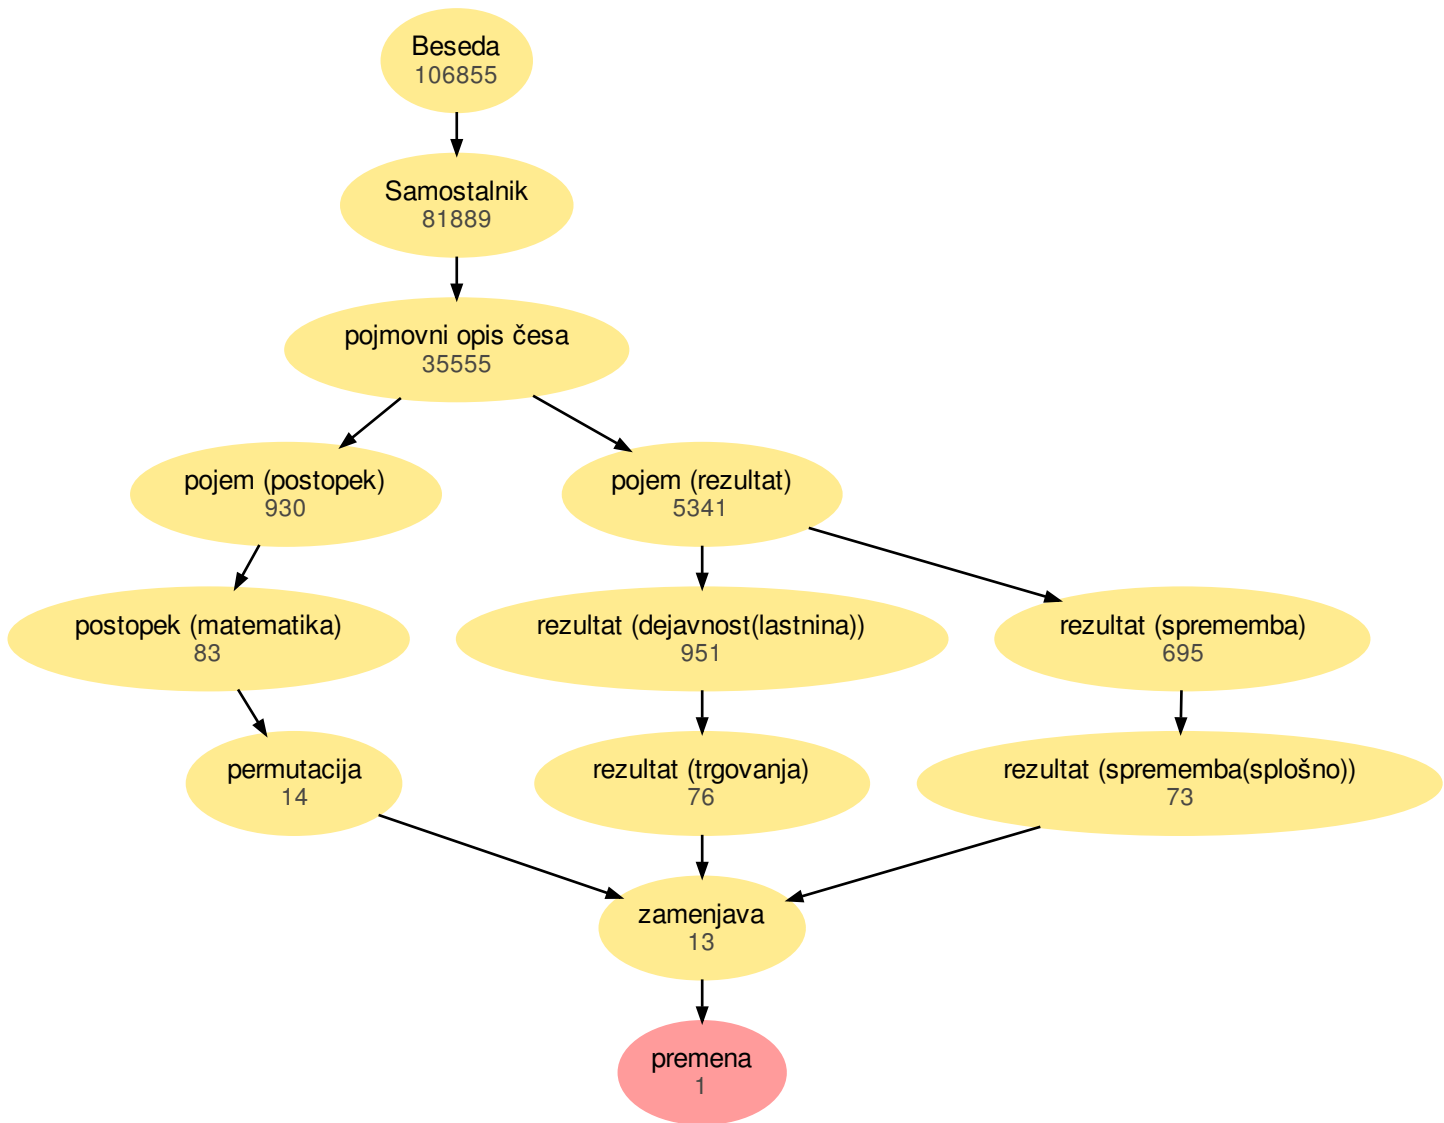 Beseda
106855
Samostalnik
81889
pojmovni opis česa
35555
pojem (postopek)
930
pojem (rezultat)
5341
postopek (matematika)
83
rezultat (dejavnost(lastnina))
951
rezultat (sprememba)
695
permutacija
14
rezultat (trgovanja)
76
rezultat (sprememba(splošno))
73
zamenjava
13
premena
1